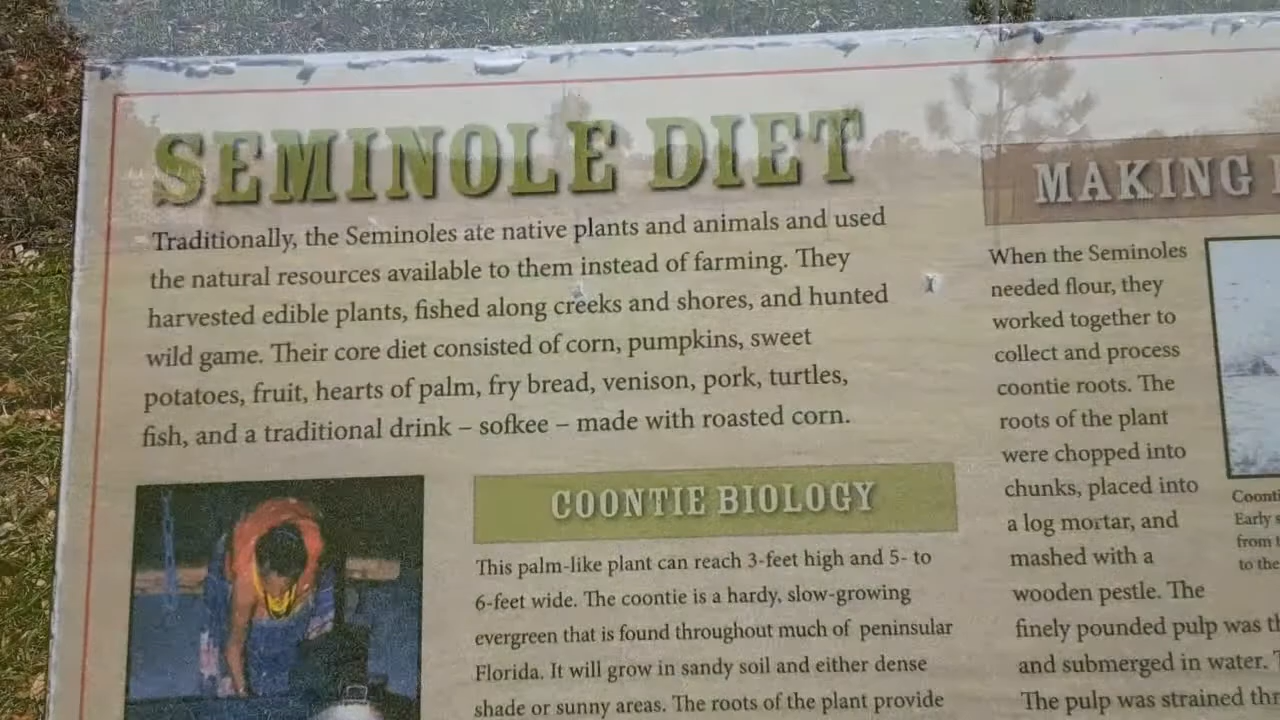 SEMINOLE DIET
Traditionally, the Seminoles ate native plants and animals and used
the natural resources available to them instead of farming. They
harvested edible plants, fished along creeks and shores, and hunted
wild game. Their core diet consisted of corn, pumpkins, sweet
potatoes, fruit, hearts of palm, fry bread, venison, pork, turtles,
fish, and a traditional drink – sofkee – made with roasted corn.
COONTIE BIOLOGY
This palm-like plant can reach 3-feet high and 5- to
6-feet wide. The coontie is a hardy, slow-growing
evergreen that is found throughout much of peninsular
Florida. It will grow in sandy soil and either dense
shade or sunny areas. The roots of the plant provide
MAKING
When the Seminoles
needed flour, they
worked together to
collect and process
coontie roots. The
roots of the plant
were chopped into
chunks, placed into
a log mortar, and
mashed with a
wooden pestle. The
finely pounded pulp was
and submerged in water.
The pulp was strained
Early
from
to the